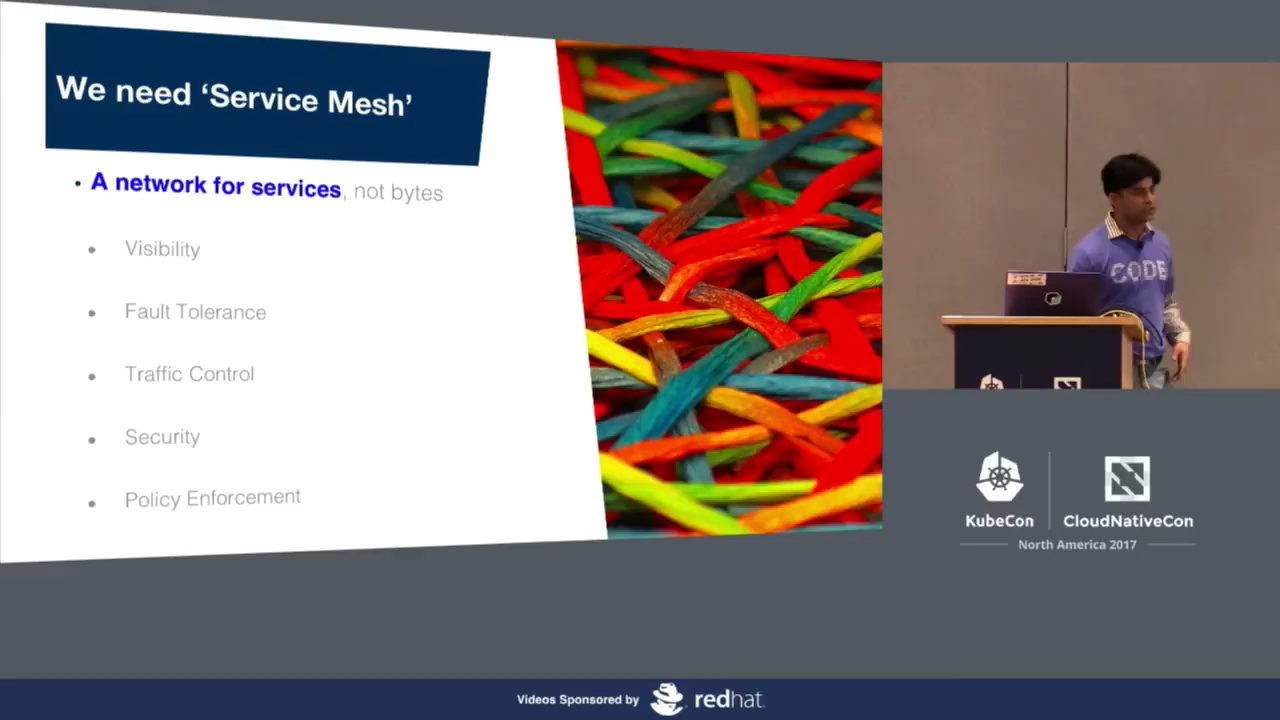 We need ‘Service Mesh’
• A network for services, not bytes
• Visibility
• Fault Tolerance
• Traffic Control
• Security
• Policy Enforcement
CODE
KubeCon
CloudNativeCon
North America 2017
Videos Sponsored by
redhat.